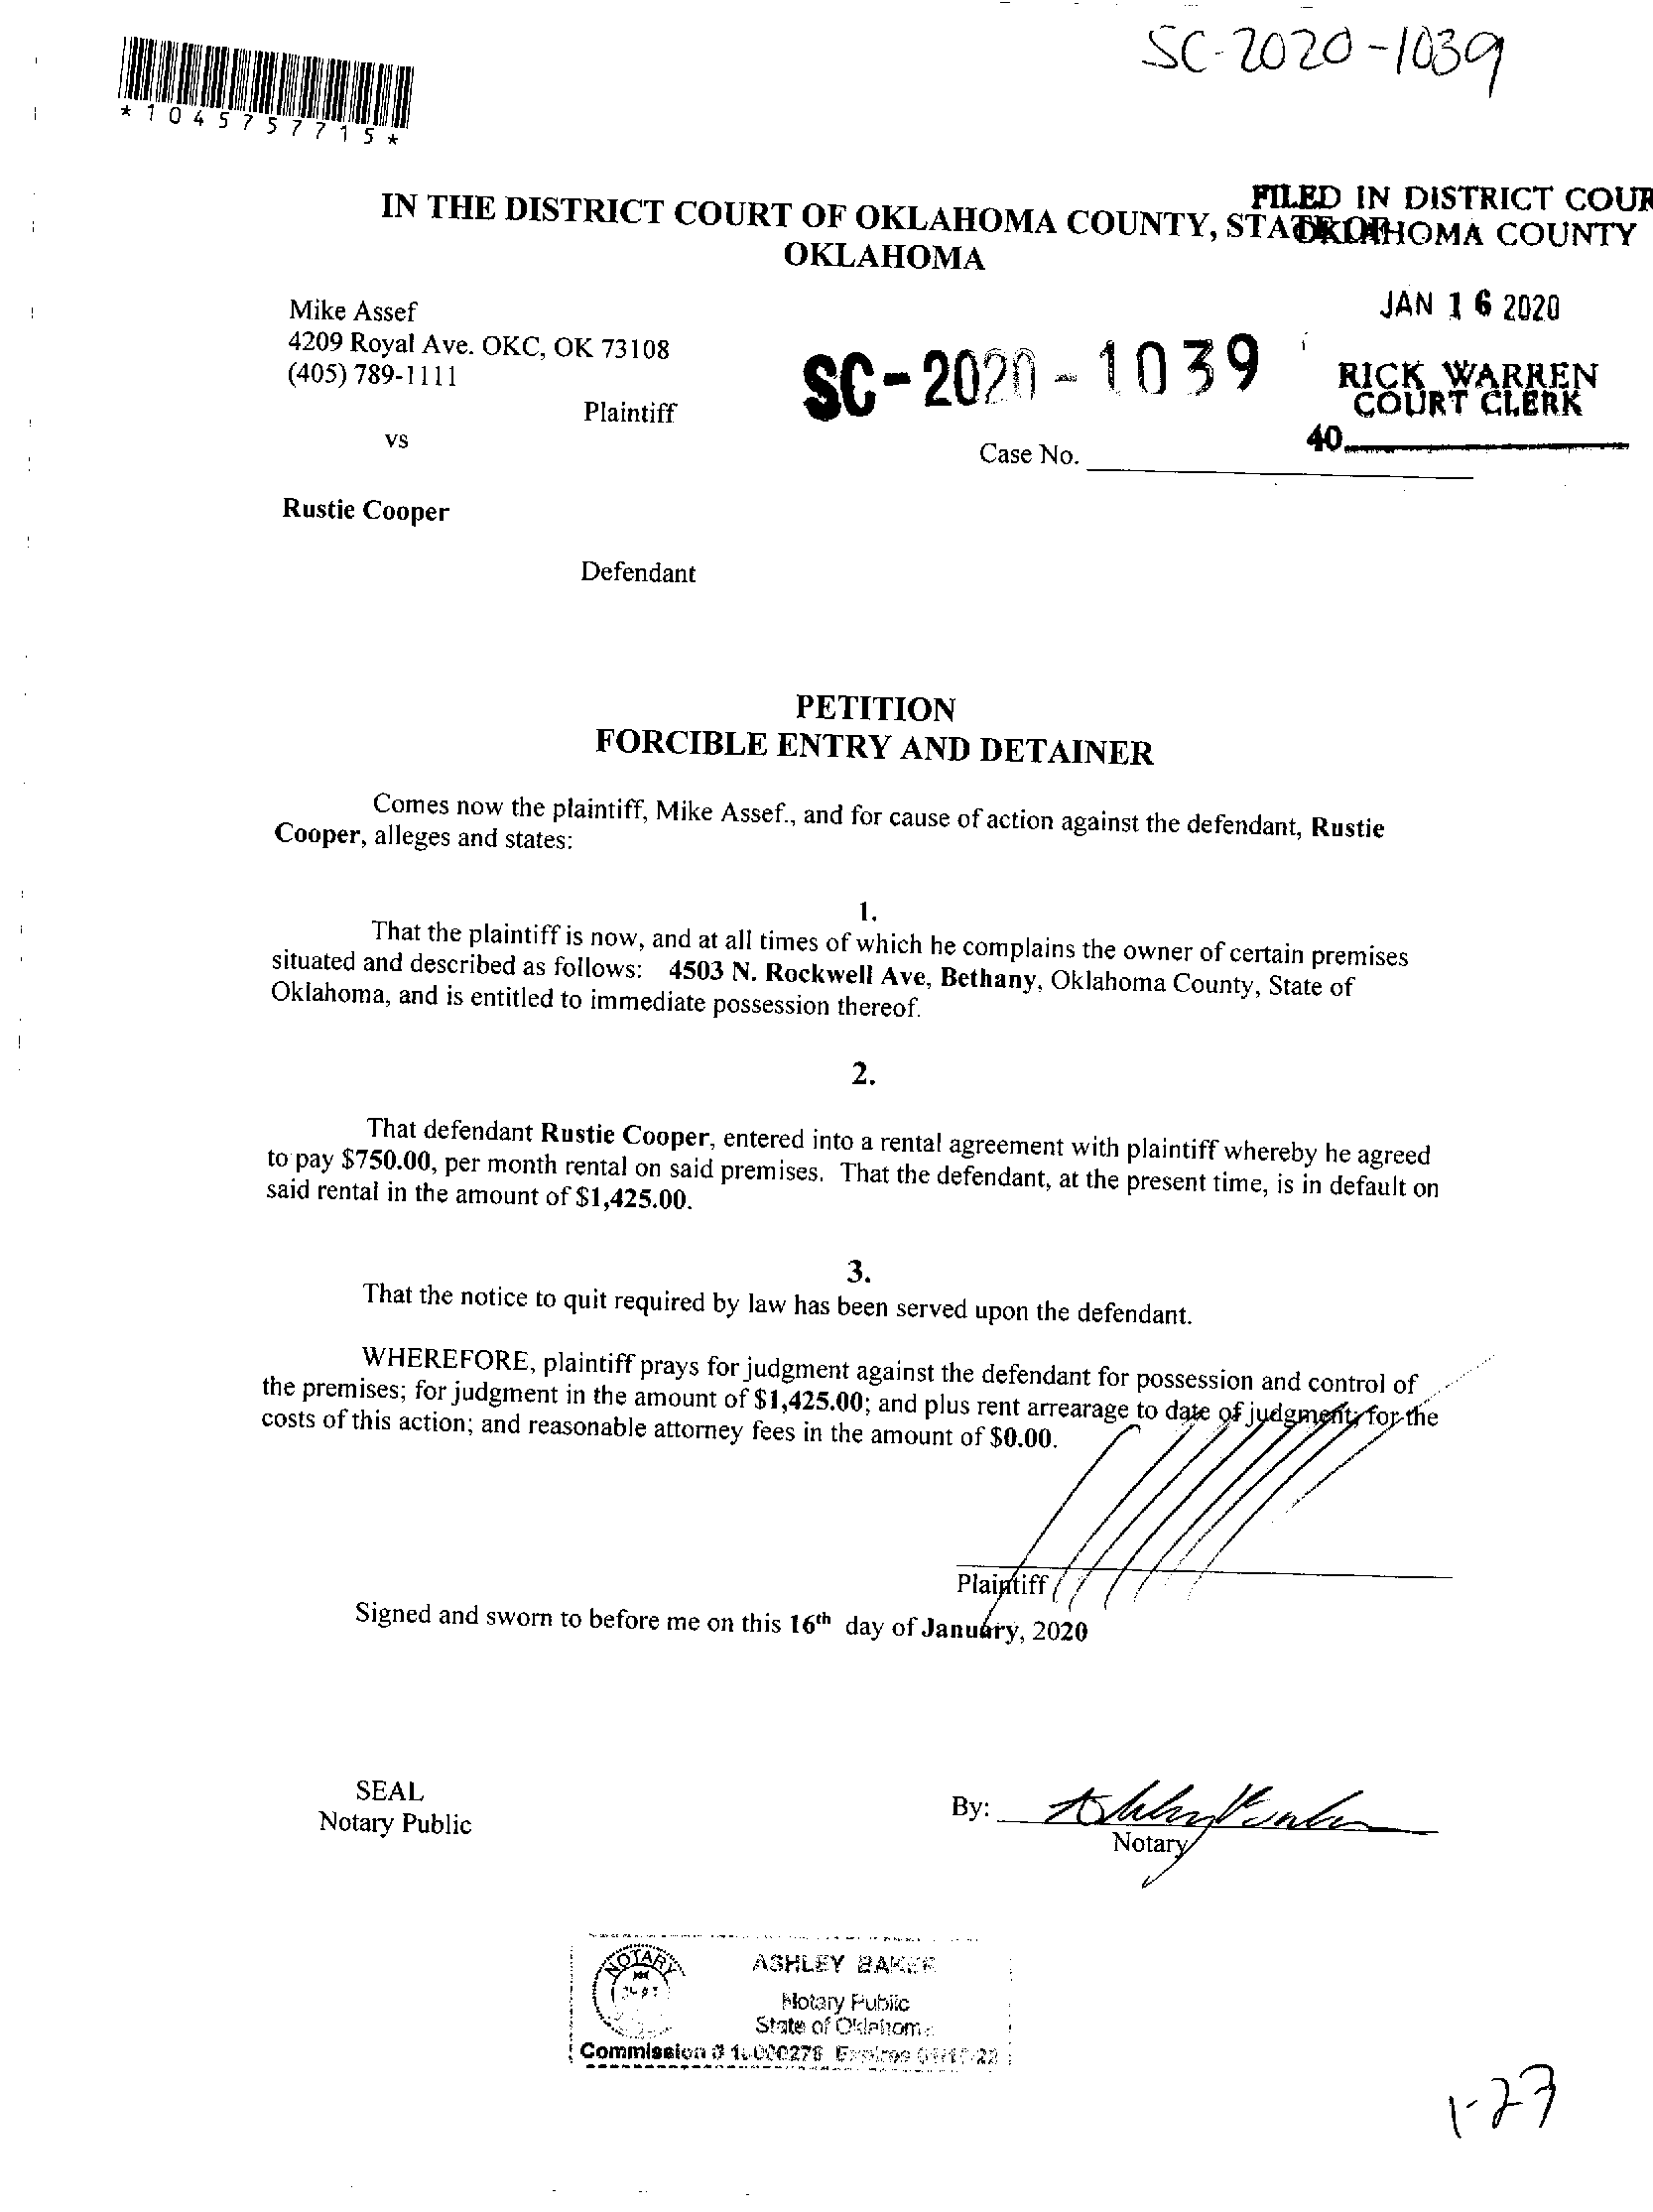 SC-2020-1039
*1045757715*
FILED IN DISTRICT COUR
OKLAHOMA COUNTY
IN THE DISTRICT COURT OF OKLAHOMA COUNTY, STATE OF
OKLAHOMA
JAN 16 2020
Mike Assef
4209 Royal Ave. OKC, OK 73108
(405) 789-1111
SC-2020-1039
RICK WARREN
COURT CLERK
Plaintiff
40
vs
Case No.
Rustie Cooper
Defendant
PETITION
FORCIBLE ENTRY AND DETAINER
Comes now the plaintiff, Mike Assef., and for cause of action against the defendant, Rustie
Cooper, alleges and states:
1.
That the plaintiff is now, and at all times of which he complains the owner of certain premises
situated and described as follows: 4503 N. Rockwell Ave, Bethany, Oklahoma County, State of
Oklahoma, and is entitled to immediate possession thereof.
2.
That defendant Rustie Cooper, entered into a rental agreement with plaintiff whereby he agreed
to pay $750.00, per month rental on said premises. That the defendant, at the present time, is in default on
said rental in the amount of $1,425.00.
3.
That the notice to quit required by law has been served upon the defendant.
WHEREFORE, plaintiff prays for judgment against the defendant for possession and control of
the premises; for judgment in the amount of $1,425.00; and plus rent arrearage to date of judgment; for the
costs of this action; and reasonable attorney fees in the amount of $0.00.
Plaintiff
Signed and sworn to before me on this 16th day of January, 2020
SEAL
Notary Public
By:
Notary
NOTARY
ASHLEY BAKER
Notary Public
State of Oklahoma
Commission # Expires
1-27